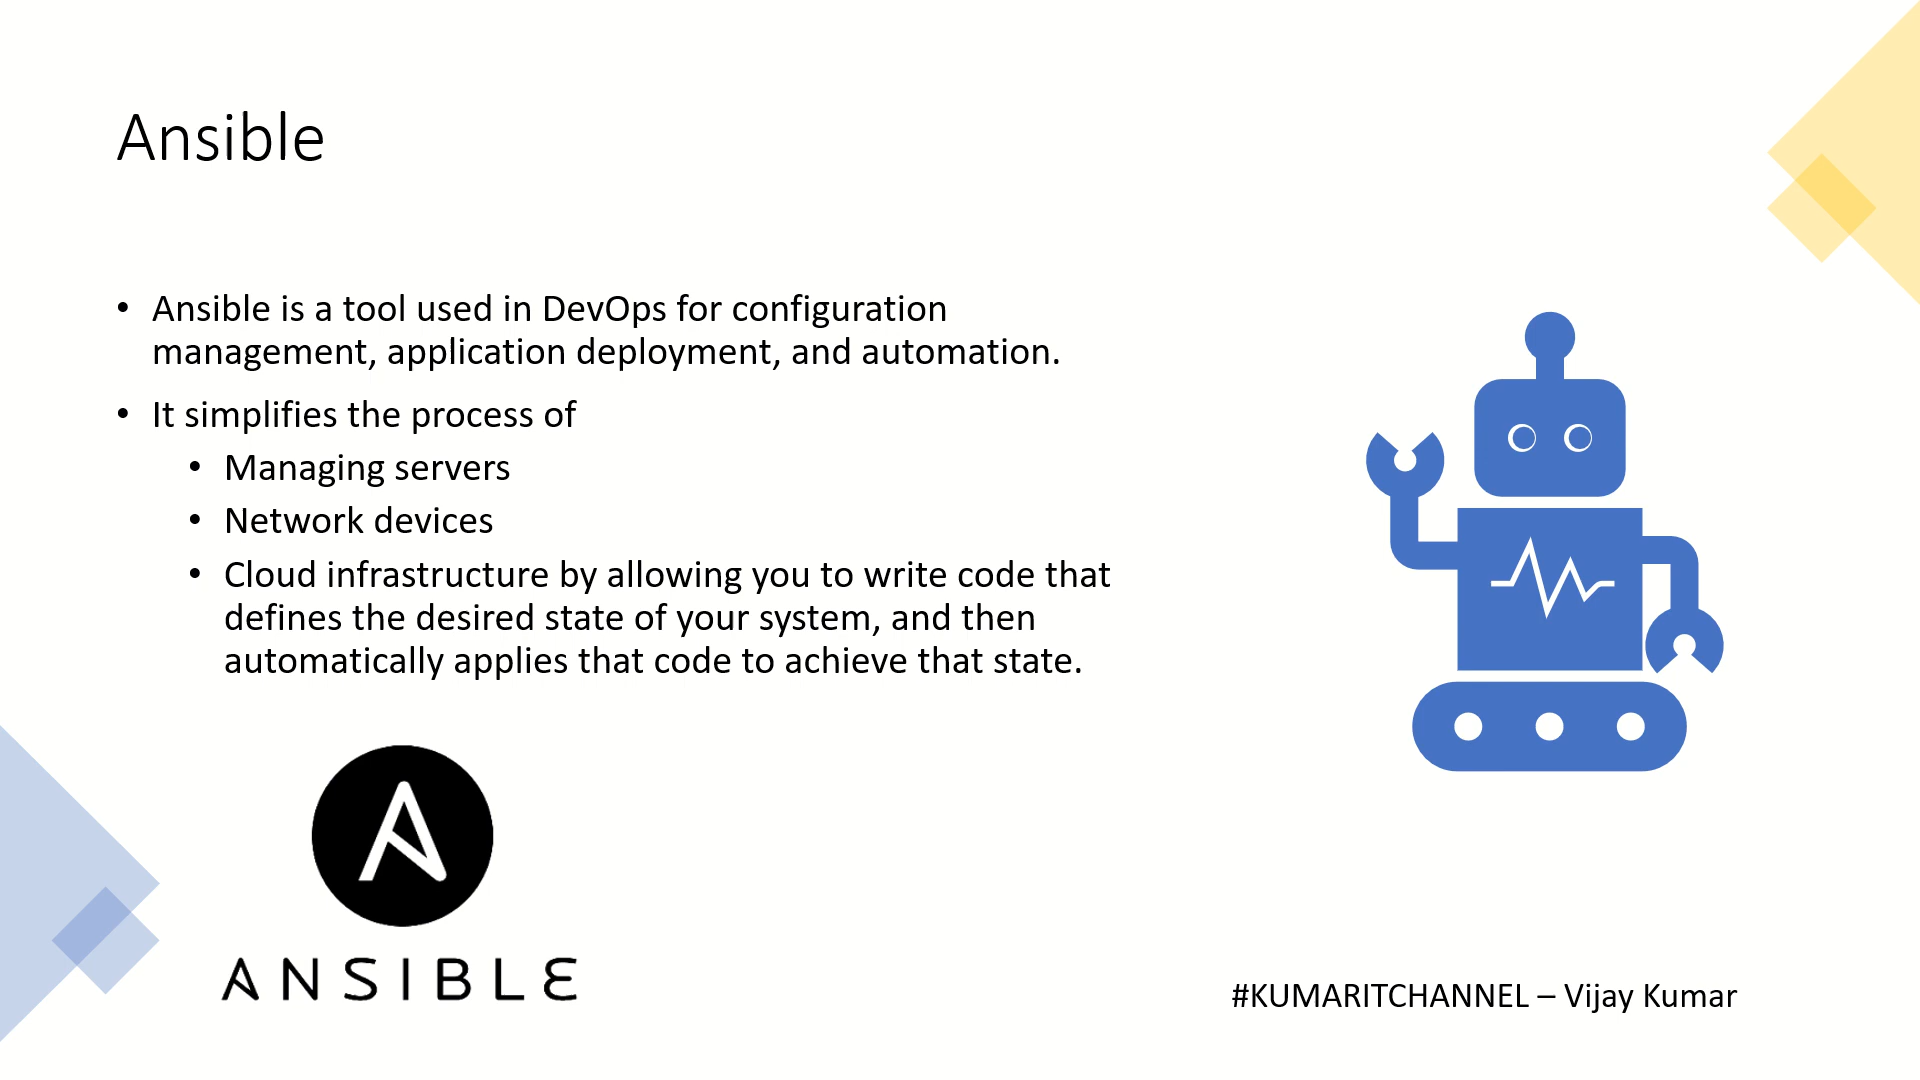 Ansible
• Ansible is a tool used in DevOps for configuration
management, application deployment, and automation.
• It simplifies the process of
• Managing servers
• Network devices
• Cloud infrastructure by allowing you to write code that
defines the desired state of your system, and then
automatically applies that code to achieve that state.
A
ANSIBLE
#KUMARITCHANNEL – Vijay Kumar